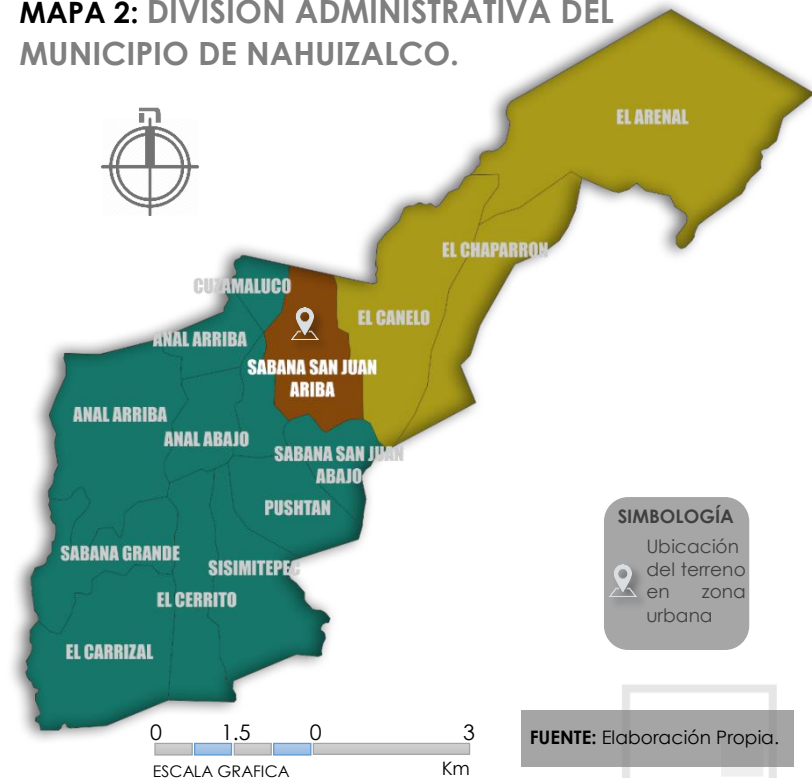 MAPA 2: DIVISIÓN ADMINISTRATIVA DEL
MUNICIPIO DE NAHUIZALCO.
EL ARENAL
EL CHAPARRON
CUZAMALUCO
EL CANELO
ANAL ARRIBA
SABANA SAN JUAN
ARIBA
ANAL ARRIBA
ANAL ABAJO
SABANA SAN JUAN
ABAJO
PUSHTAN
SABANA GRANDE
SISIMITEPEC
EL CERRITO
EL CARRIZAL
SIMBOLOGÍA
Ubicación
del terreno
en zona
urbana
0 1.5 0 3
ESCALA GRAFICA Km
FUENTE: Elaboración Propia.